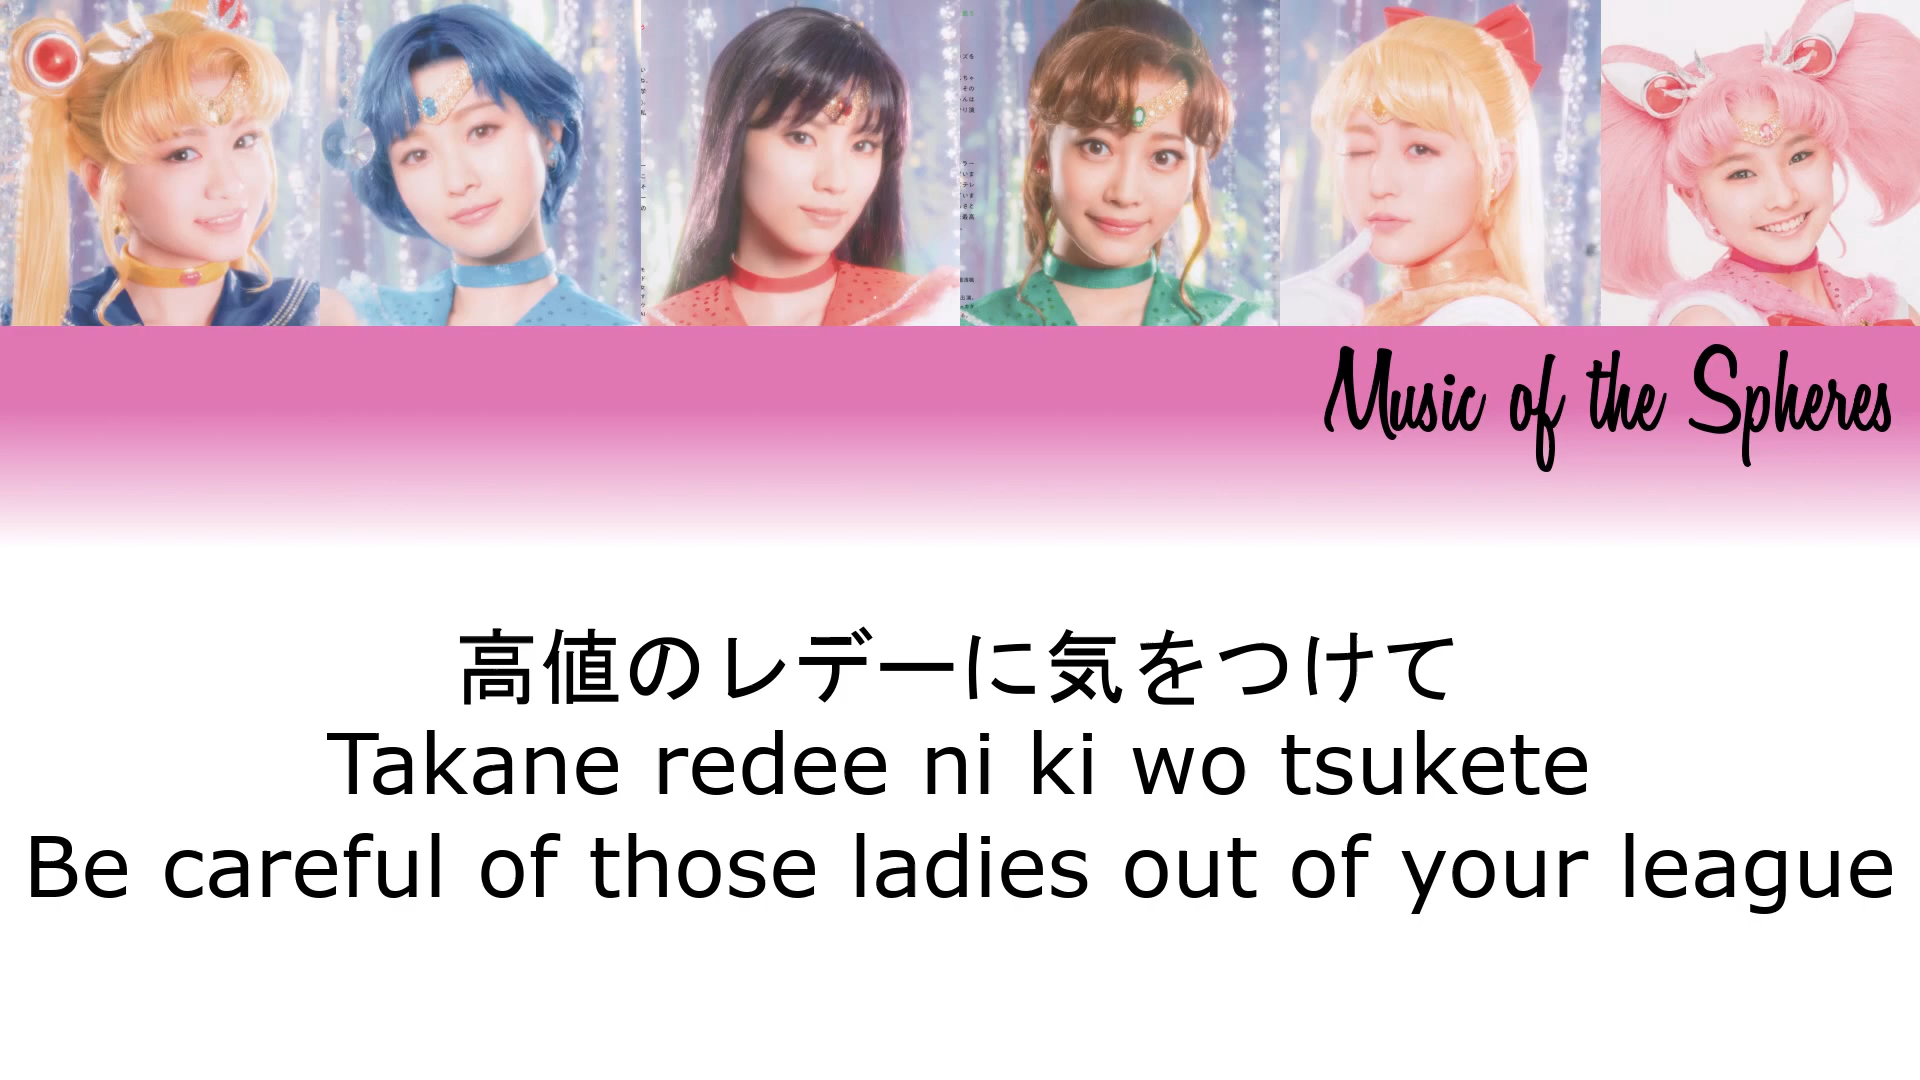 Music of the Spheres
高値のレデーに気をつけて
Takane redee ni ki wo tsukete
Be careful of those ladies out of your league